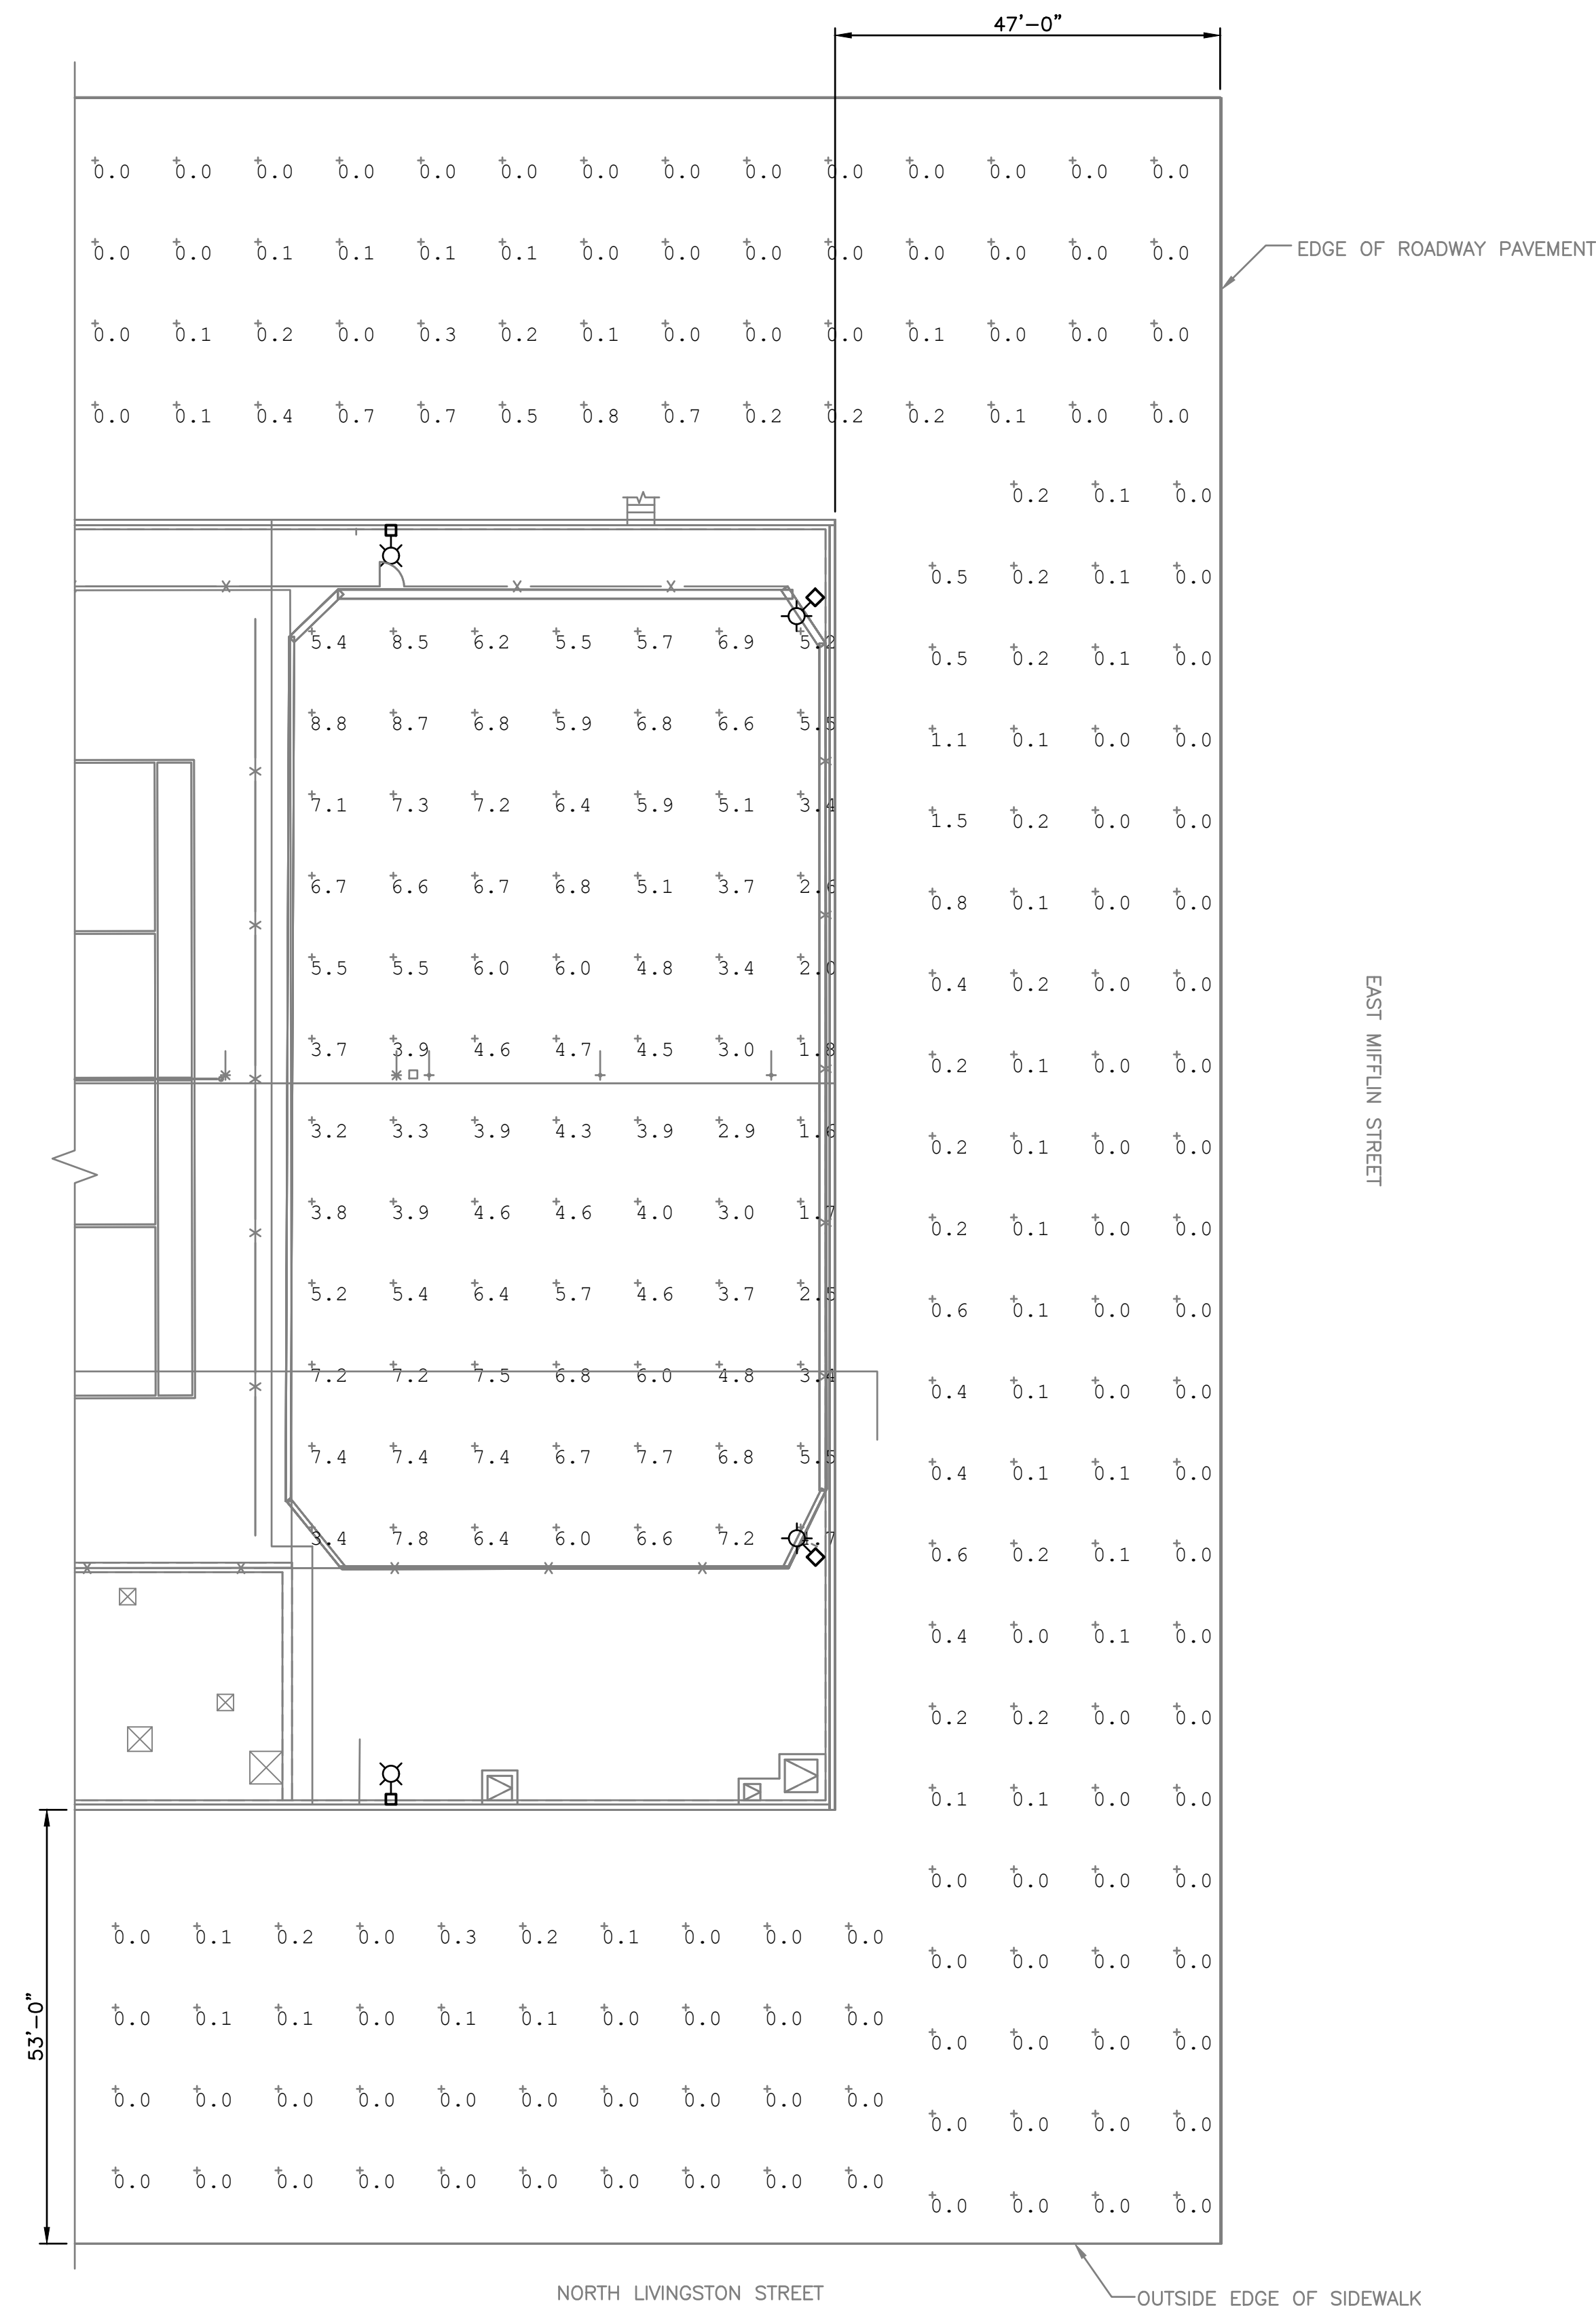 47'-0"
0.0 0.0 0.0 0.0 0.0 0.0 0.0 0.0 0.0 0.0 0.0 0.0 0.0 0.0
0.0 0.0 0.1 0.1 0.1 0.1 0.0 0.0 0.0 0.0 0.0 0.0 0.0 0.0
EDGE OF ROADWAY PAVEMENT
0.0 0.1 0.2 0.0 0.3 0.2 0.1 0.0 0.0 0.0 0.1 0.0 0.0 0.0
0.0 0.1 0.4 0.7 0.7 0.5 0.8 0.7 0.2 0.2 0.2 0.1 0.0 0.0
0.2 0.1 0.0
0.5 0.2 0.1 0.0
5.4 8.5 6.2 5.5 5.7 6.9 5.2
0.5 0.2 0.1 0.0
8.8 8.7 6.8 5.9 6.8 6.6 5.5
1.1 0.1 0.0 0.0
7.1 7.3 7.2 6.4 5.9 5.1 3.4
1.5 0.2 0.0 0.0
6.7 6.6 6.7 6.8 5.1 3.7 2.6
0.8 0.1 0.0 0.0
5.5 5.5 6.0 6.0 4.8 3.4 2.0
0.4 0.2 0.0 0.0
3.7 3.9 4.6 4.7 4.5 3.0 1.8
0.2 0.1 0.0 0.0
EAST MIFFLIN STREET
3.2 3.3 3.9 4.3 3.9 2.9 1.6
0.2 0.1 0.0 0.0
3.8 3.9 4.6 4.6 4.0 3.0 1.7
0.2 0.1 0.0 0.0
5.2 5.4 6.4 5.7 4.6 3.7 2.5
0.6 0.1 0.0 0.0
7.2 7.2 7.5 6.8 6.0 4.8 3.4
0.4 0.1 0.0 0.0
7.4 7.4 7.4 6.7 7.7 6.8 5.5
0.4 0.1 0.1 0.0
3.4 7.8 6.4 6.0 6.6 7.2
0.6 0.2 0.1 0.0
0.4 0.0 0.1 0.0
0.2 0.2 0.0 0.0
0.1 0.1 0.0 0.0
0.0 0.0 0.0 0.0
0.0 0.1 0.2 0.0 0.3 0.2 0.1 0.0 0.0 0.0
0.0 0.0 0.0 0.0
53'-0"
0.0 0.1 0.1 0.0 0.1 0.1 0.0 0.0 0.0 0.0
0.0 0.0 0.0 0.0
0.0 0.0 0.0 0.0 0.0 0.0 0.0 0.0 0.0 0.0
0.0 0.0 0.0 0.0
0.0 0.0 0.0 0.0 0.0 0.0 0.0 0.0 0.0 0.0
0.0 0.0 0.0 0.0
NORTH LIVINGSTON STREET
OUTSIDE EDGE OF SIDEWALK